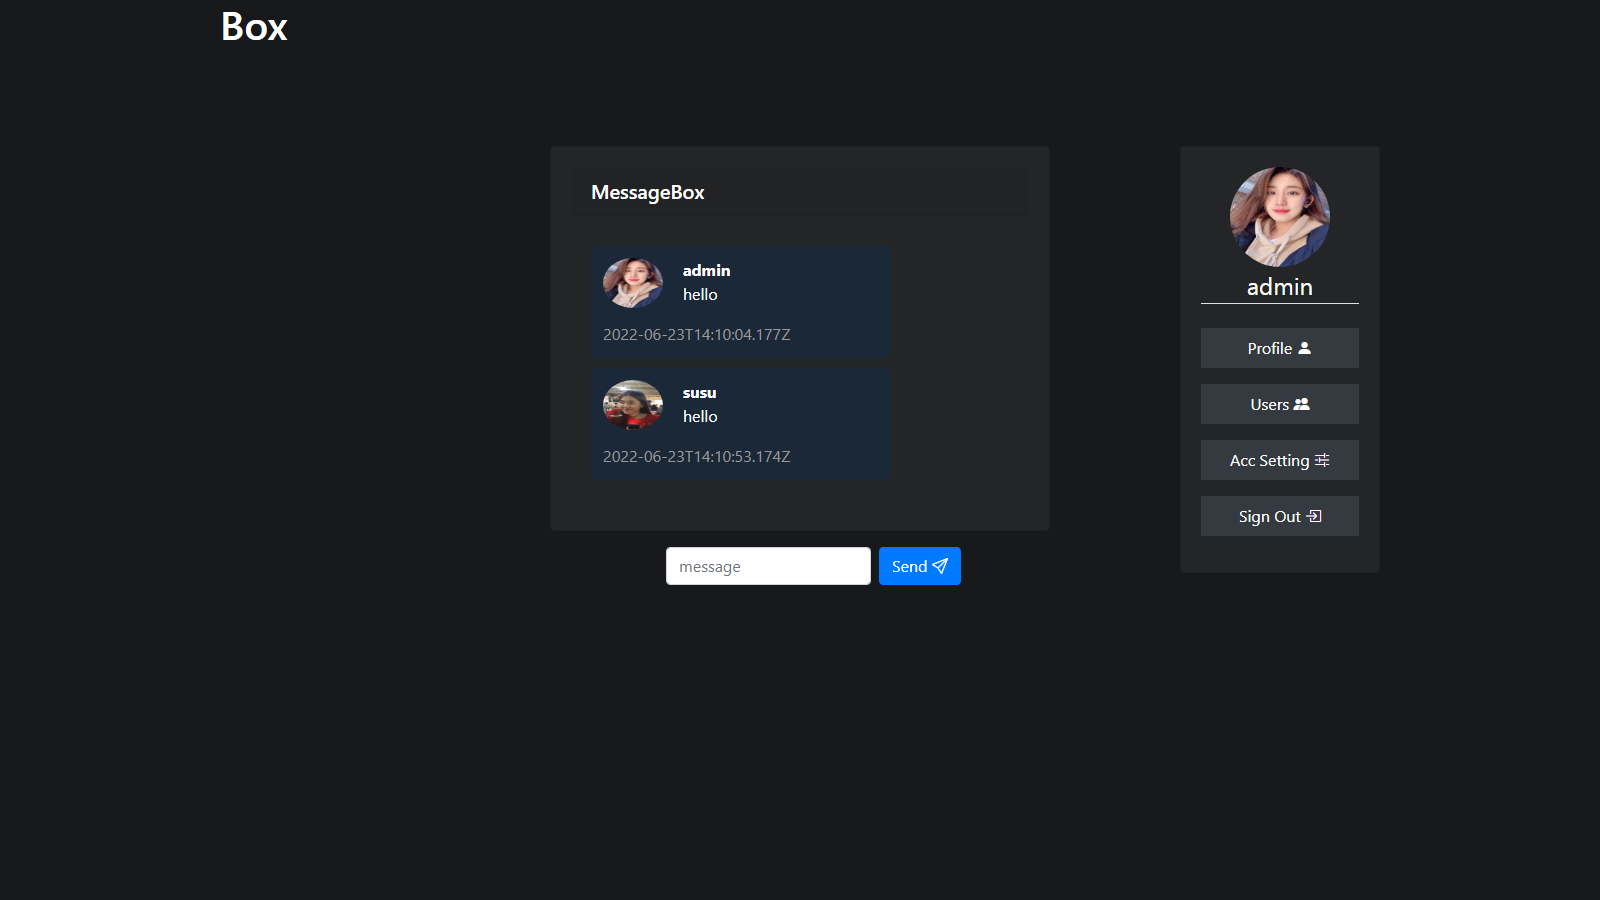 Box
MessageBox
admin
hello
2022-06-23T14:10:04.177Z
susu
hello
2022-06-23T14:10:53.174Z
message
Send
admin
Profile
Users
Acc Setting
Sign Out